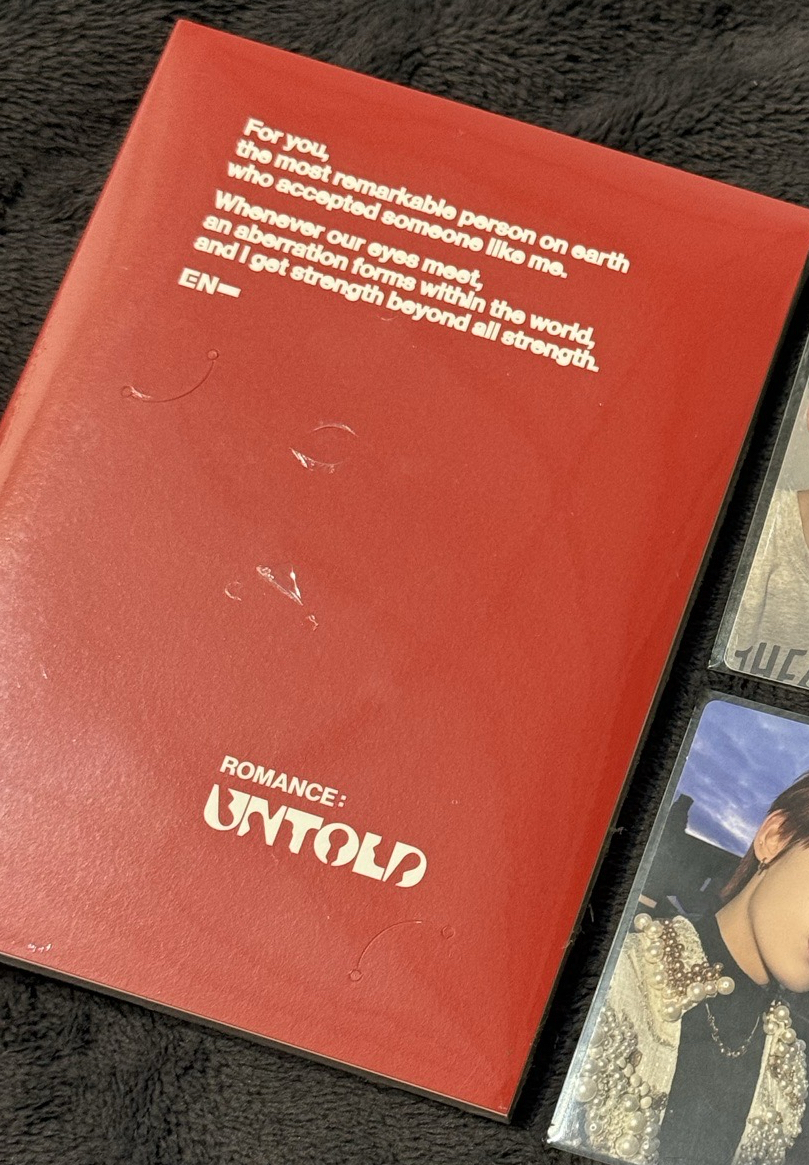 For you,
the most remarkable person on earth
who accepted someone like me.
Whenever our eyes meet,
an aberration forms within the world,
and I get strength beyond all strength.
EN-
ROMANCE:
UNTOLD